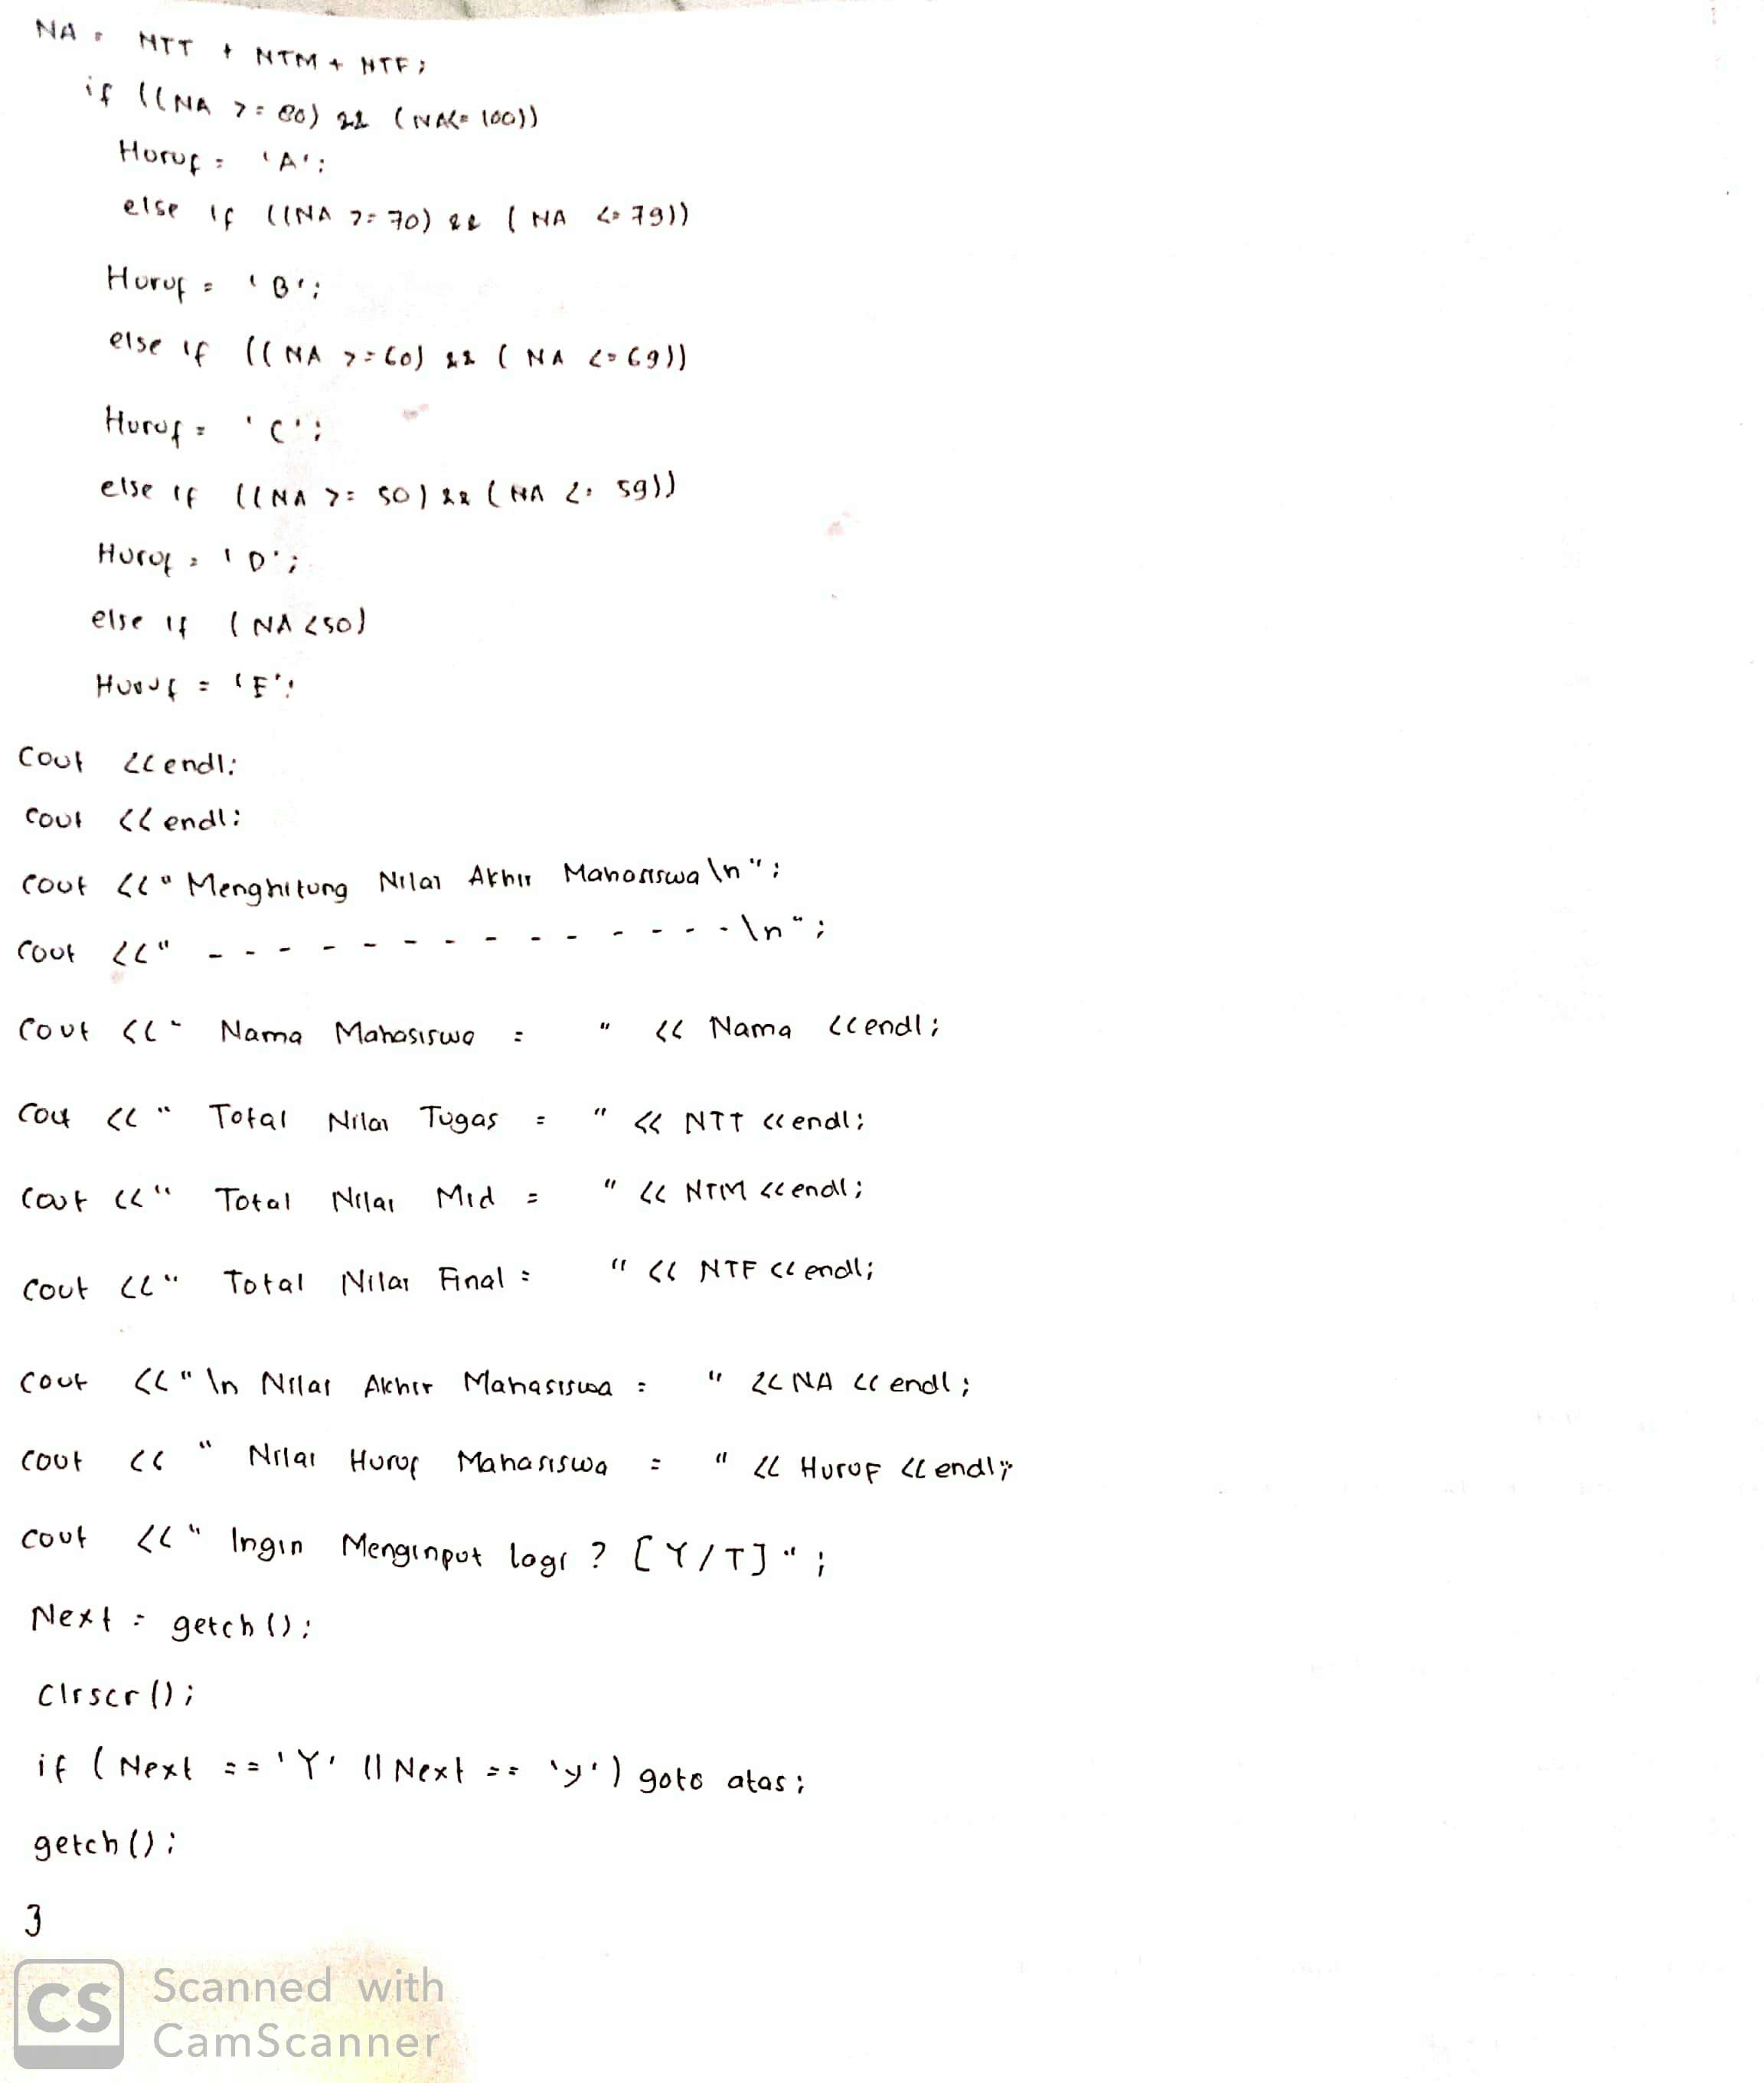 NA = NTT + NTM + NTF;
if ((NA >= 80) && (NA<= 100))
Huruf = 'A';
else if ((NA >= 70) && (NA <= 79))
Huruf = 'B';
else if ((NA >= 60) && (NA <= 69))
Huruf = 'C';
else if ((NA >= 50) && (NA <= 59))
Huruf = 'D';
else if (NA <50)
Huruf = 'E';
Cout <<endl;
cout <<endl;
cout <<"Menghitung Nilai Akhir Mahasiswa\n";
cout <<" - - - - - - - - - - - - - -\n";
Cout <<" Nama Mahasiswa = " << Nama <<endl;
Cout <<" Total Nilai Tugas = " << NTT <<endl;
Cout <<" Total Nilai Mid = " << NTM <<endl;
Cout <<" Total Nilai Final = " << NTF <<endl;
cout <<"\n Nilai Akhir Mahasiswa = " << NA <<endl;
cout << " Nilai Huruf Mahasiswa = " << Huruf <<endl;
cout <<" Ingin Menginput lagi ? [Y/T]";
Next = getch();
Clrscr();
if (Next == 'Y' || Next == 'y') goto atas;
getch();
}
CS Scanned with
CamScanner